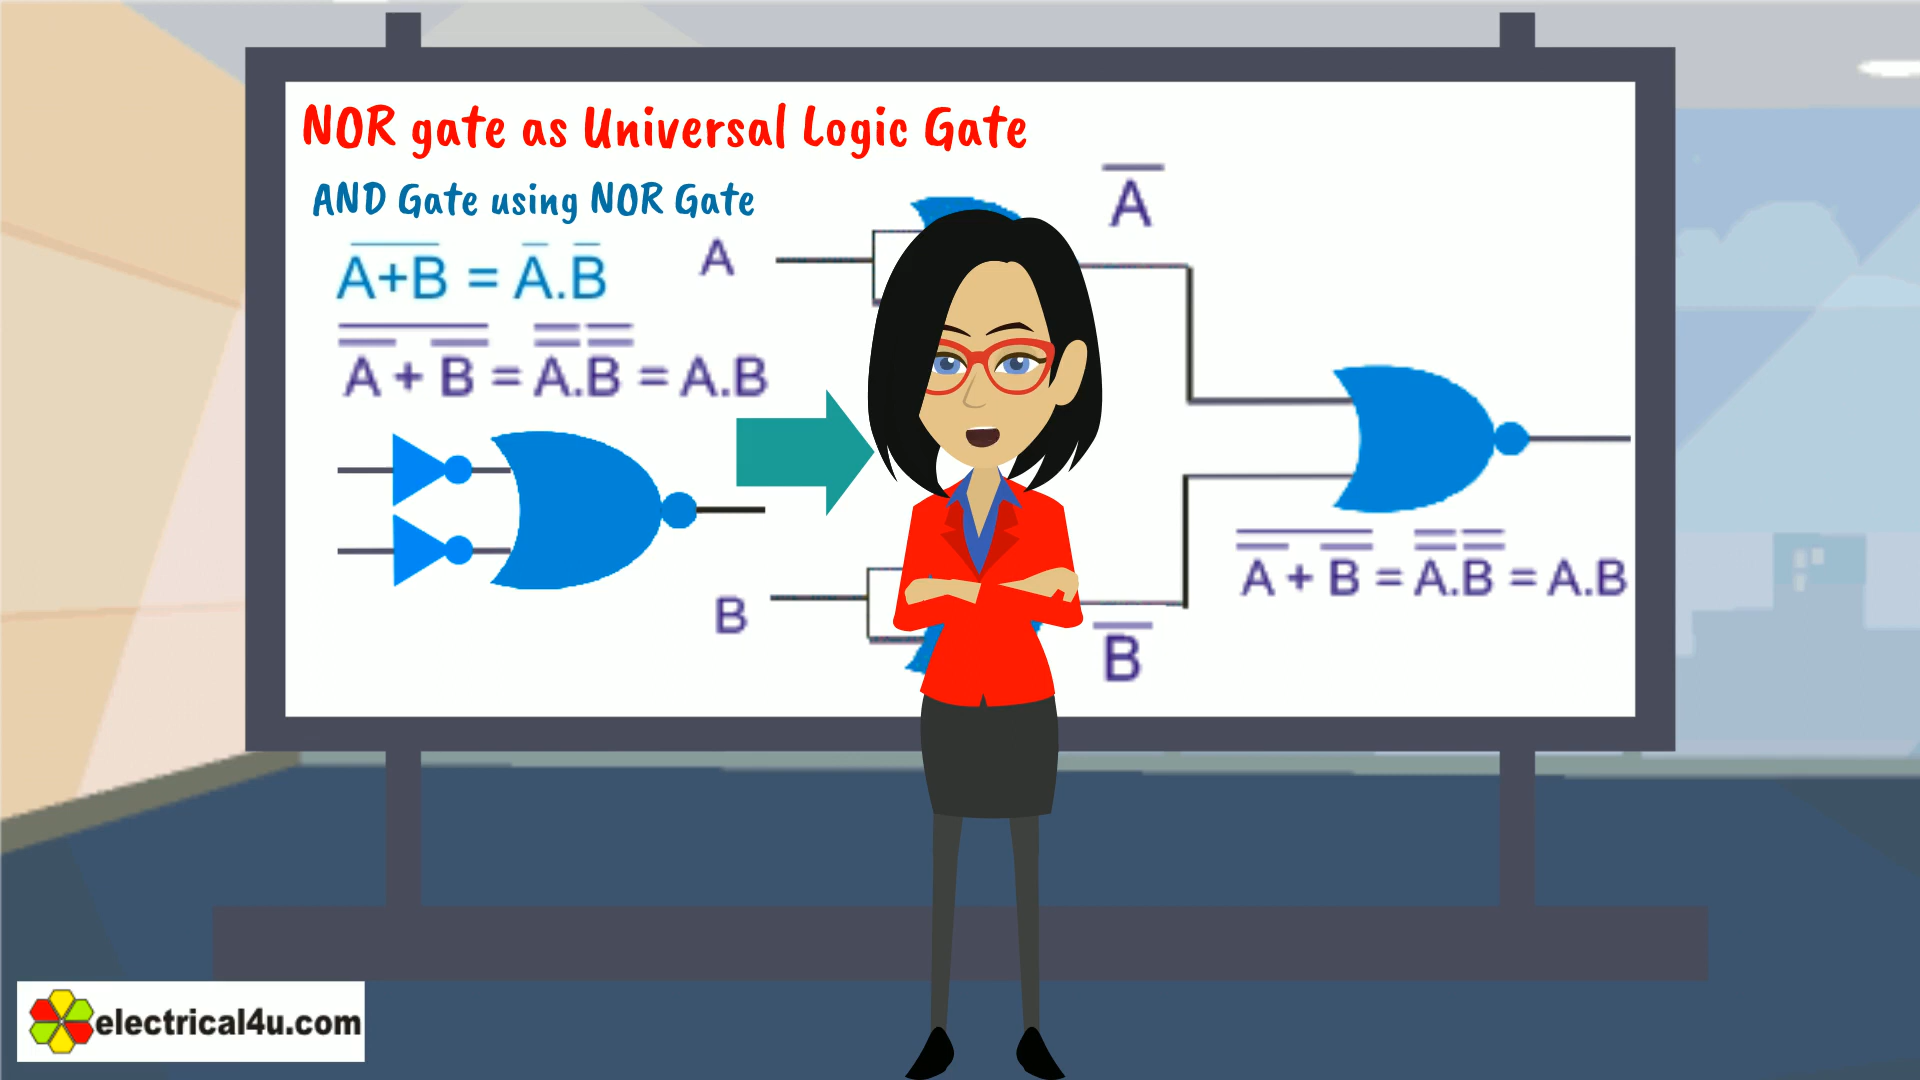 NOR gate as Universal Logic Gate
AND Gate using NOR Gate
A̅+̅B̅ = A̅.B̅
A̿ +̅ B̿ = A̿.B̿ = A.B
A
A̅
B
B̅
A̿ +̅ B̿ = A̿.B̿ = A.B
electrical4u.com